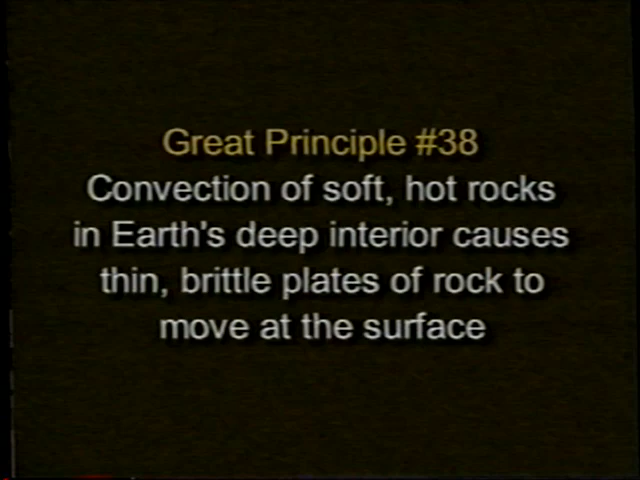 Great Principle #38
Convection of soft, hot rocks
in Earth's deep interior causes
thin, brittle plates of rock to
move at the surface